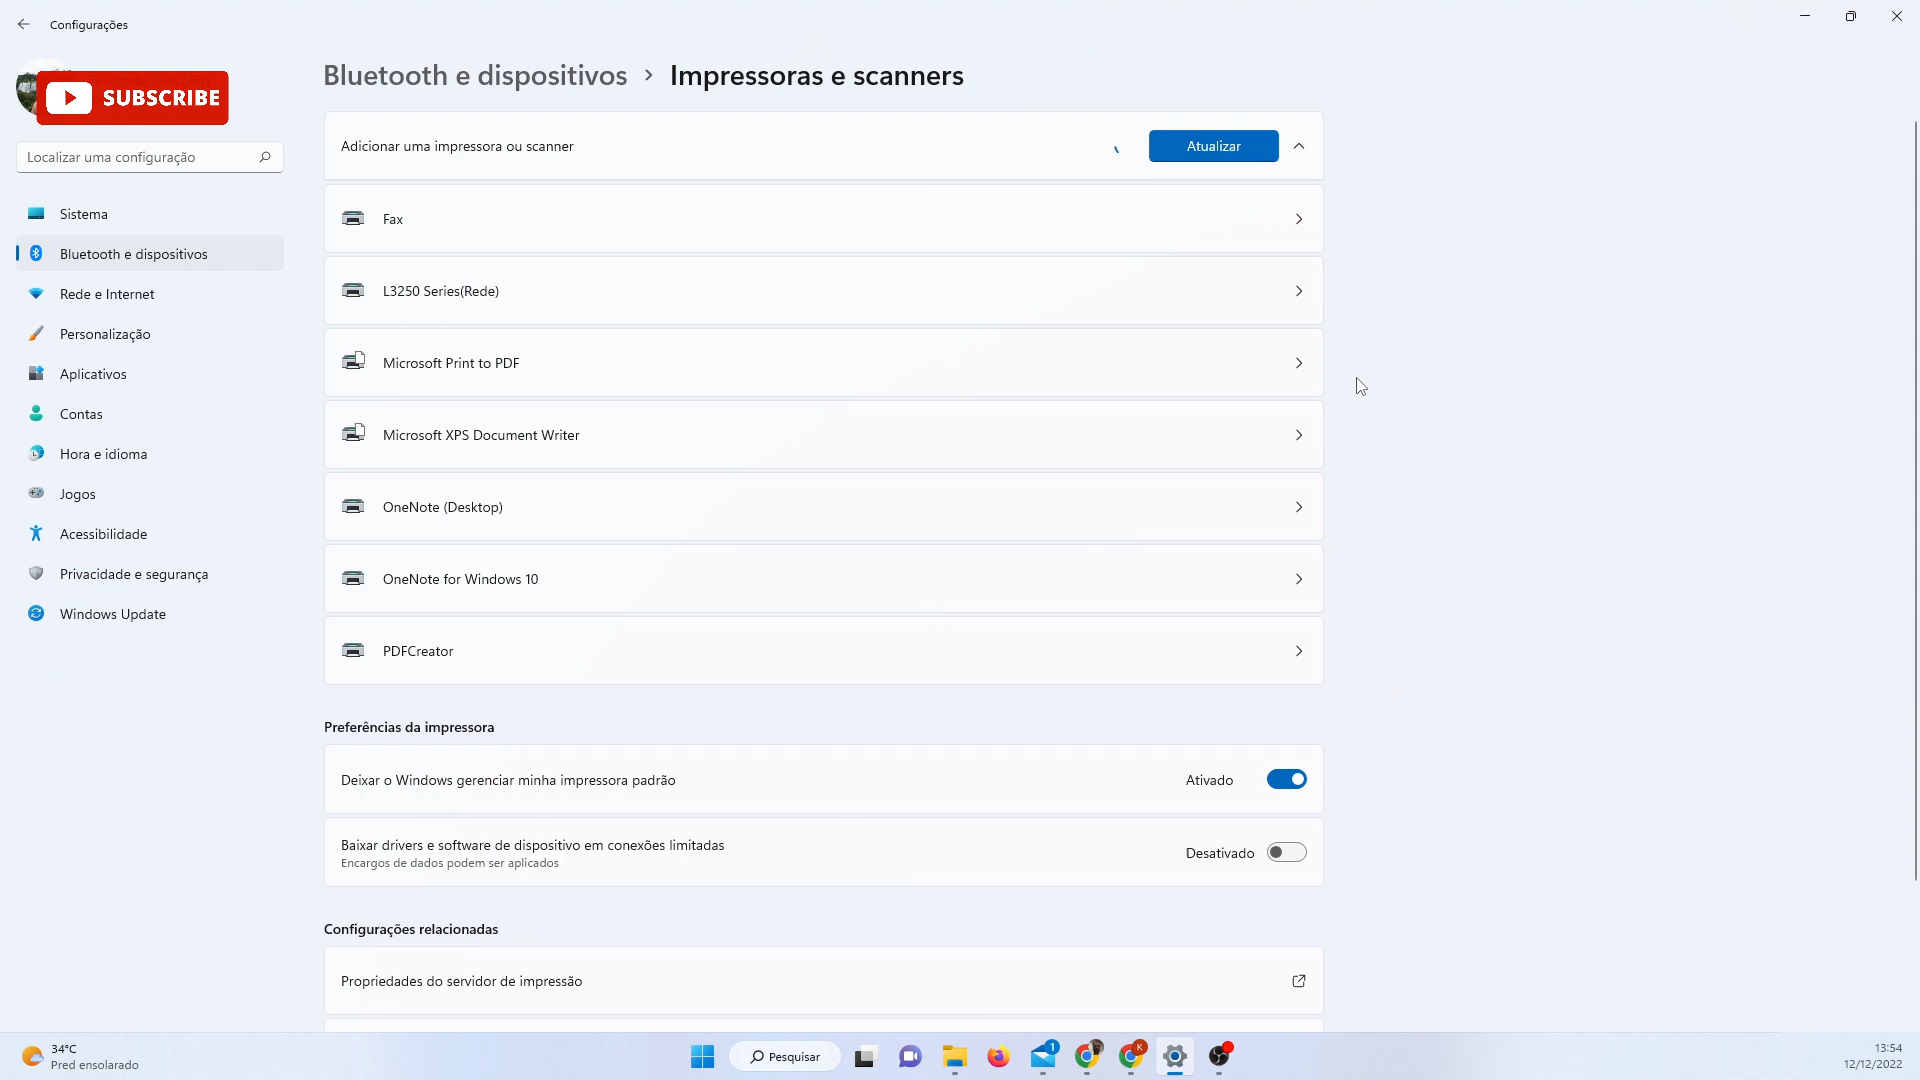 Configurações
SUBSCRIBE
Localizar uma configuração
Sistema
Bluetooth e dispositivos
Rede e Internet
Personalização
Aplicativos
Contas
Hora e idioma
Jogos
Acessibilidade
Privacidade e segurança
Windows Update
Bluetooth e dispositivos > Impressoras e scanners
Adicionar uma impressora ou scanner
Atualizar
Fax
L3250 Series(Rede)
Microsoft Print to PDF
Microsoft XPS Document Writer
OneNote (Desktop)
OneNote for Windows 10
PDFCreator
Preferências da impressora
Deixar o Windows gerenciar minha impressora padrão
Ativado
Baixar drivers e software de dispositivo em conexões limitadas
Encargos de dados podem ser aplicados
Desativado
Configurações relacionadas
Propriedades do servidor de impressão
34°C
Pred ensolarado
Pesquisar
1
K
13:54
12/12/2022